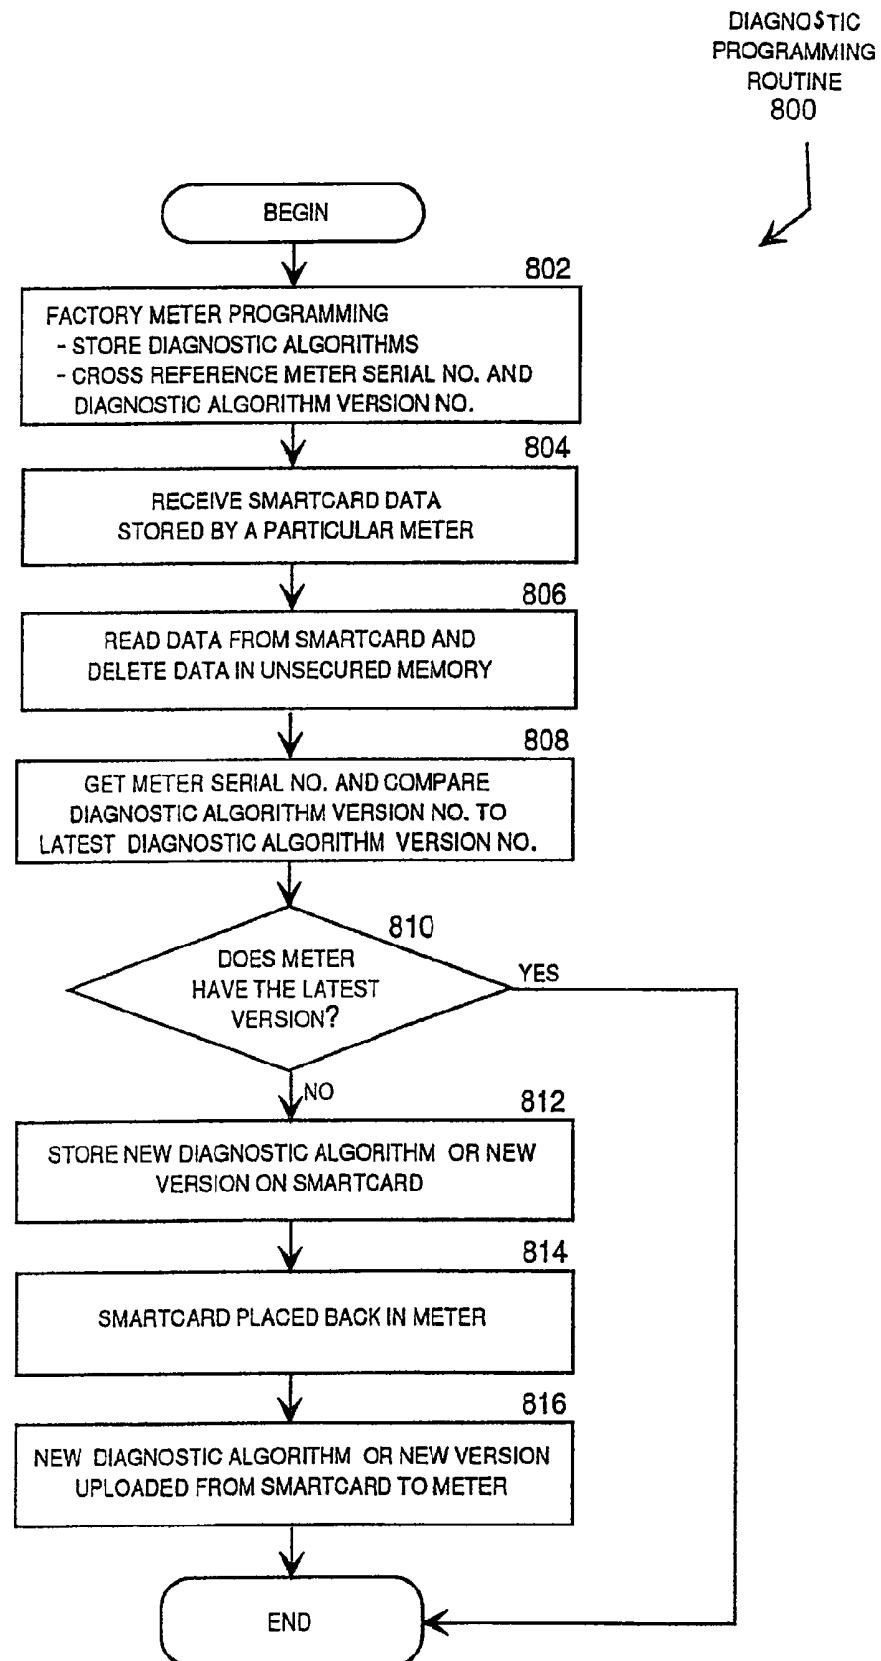 DIAGNOSTIC
PROGRAMMING
ROUTINE
800
BEGIN
802
FACTORY METER PROGRAMMING
- STORE DIAGNOSTIC ALGORITHMS
- CROSS REFERENCE METER SERIAL NO. AND
DIAGNOSTIC ALGORITHM VERSION NO.
804
RECEIVE SMARTCARD DATA
STORED BY A PARTICULAR METER
806
READ DATA FROM SMARTCARD AND
DELETE DATA IN UNSECURED MEMORY
808
GET METER SERIAL NO. AND COMPARE
DIAGNOSTIC ALGORITHM VERSION NO. TO
LATEST DIAGNOSTIC ALGORITHM VERSION NO.
810
DOES METER
HAVE THE LATEST
VERSION?
YES
NO
812
STORE NEW DIAGNOSTIC ALGORITHM OR NEW
VERSION ON SMARTCARD
814
SMARTCARD PLACED BACK IN METER
816
NEW DIAGNOSTIC ALGORITHM OR NEW VERSION
UPLOADED FROM SMARTCARD TO METER
END